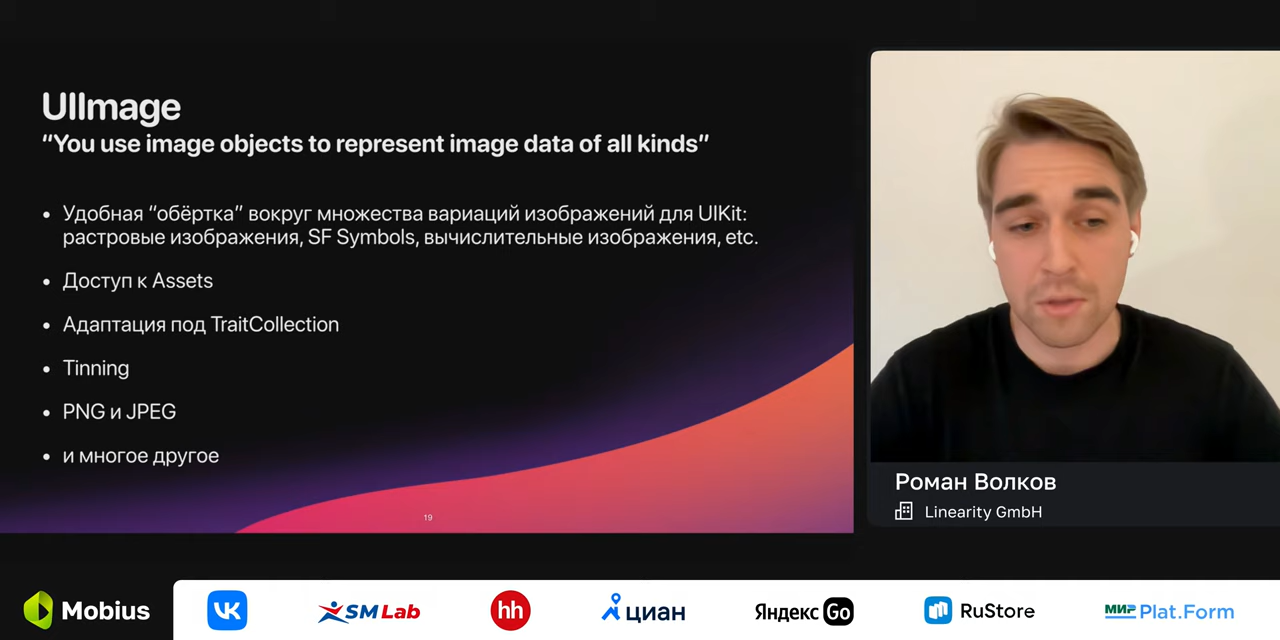 UIImage
“You use image objects to represent image data of all kinds”
• Удобная “обёртка” вокруг множества вариаций изображений для UIKit:
растровые изображения, SF Symbols, вычислительные изображения, etc.
• Доступ к Assets
• Адаптация под TraitCollection
• Tinning
• PNG и JPEG
• и многое другое
19
Роман Волков
Linearity GmbH
Mobius
VK
SM Lab
hh
циан
Яндекс Go
RuStore
МИР Plat.Form